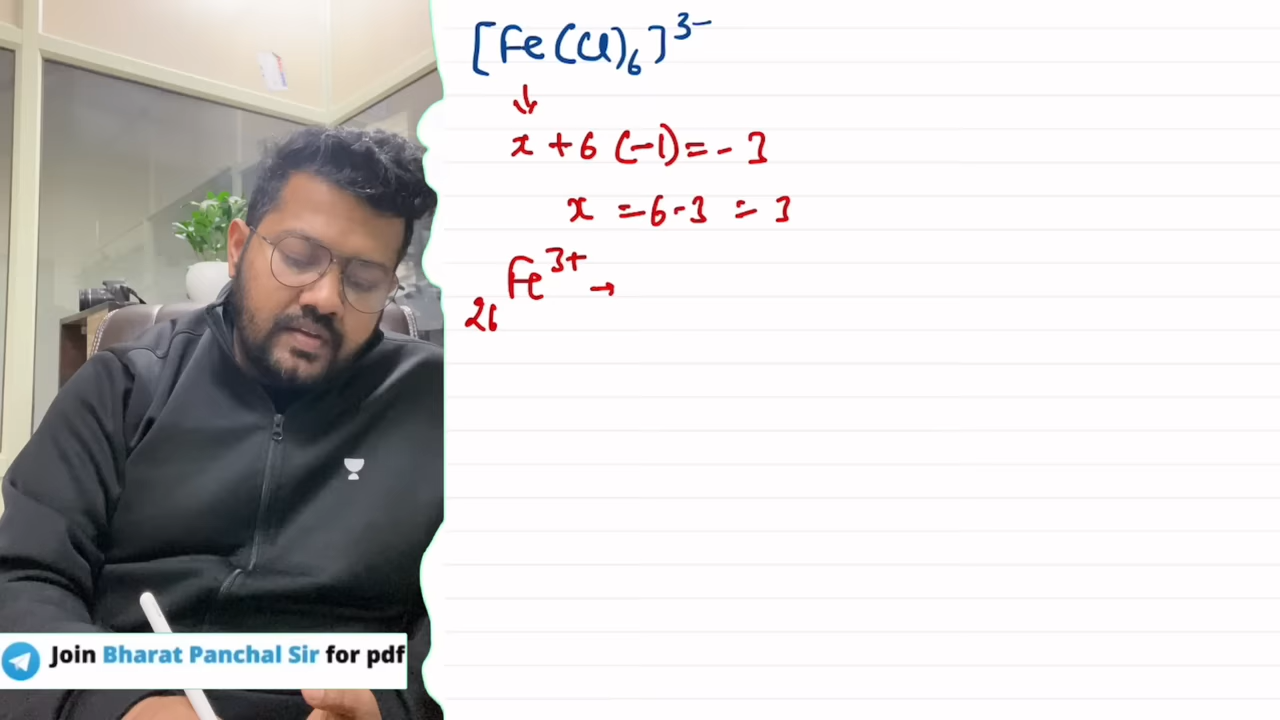 [Fe(Cl)₆]³⁻
↓
x + 6 (-1) = - 3
x = 6 - 3 = 3
₂₆Fe³⁺ →
Join Bharat Panchal Sir for pdf